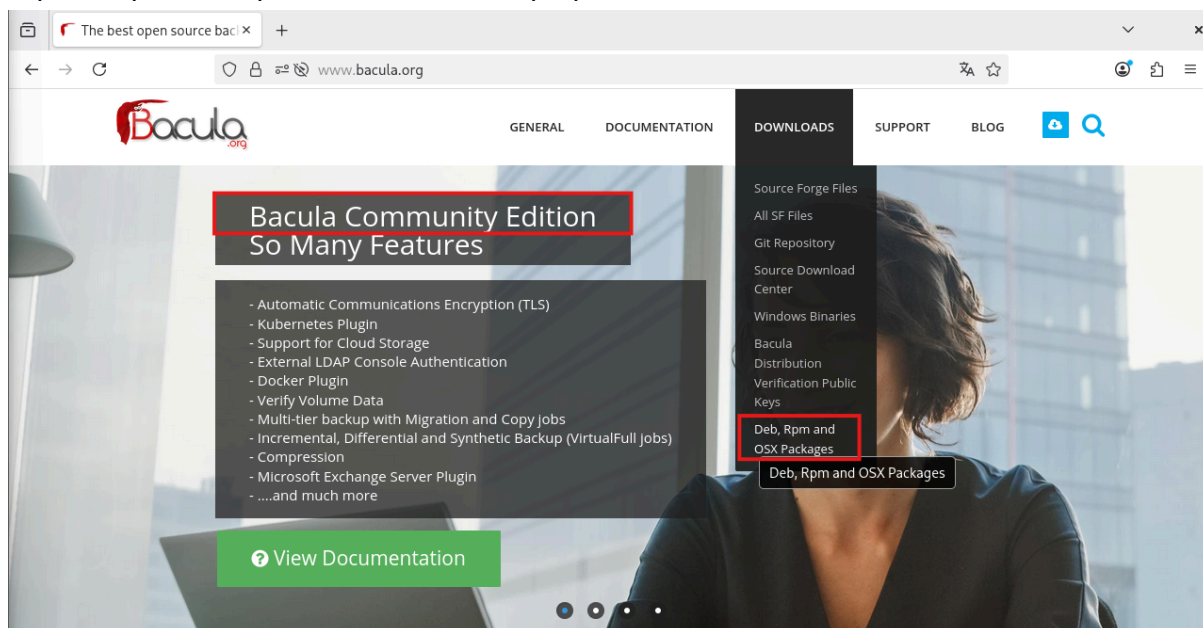 The best open source bac
www.bacula.org
Bacula
.org
GENERAL DOCUMENTATION DOWNLOADS SUPPORT BLOG
Bacula Community Edition
So Many Features
- Automatic Communications Encryption (TLS)
- Kubernetes Plugin
- Support for Cloud Storage
- External LDAP Console Authentication
- Docker Plugin
- Verify Volume Data
- Multi-tier backup with Migration and Copy jobs
- Incremental, Differential and Synthetic Backup (VirtualFull jobs)
- Compression
- Microsoft Exchange Server Plugin
- ....and much more
View Documentation
Source Forge Files
All SF Files
Git Repository
Source Download
Center
Windows Binaries
Bacula
Distribution
Verification Public
Keys
Deb, Rpm and
OSX Packages
Deb, Rpm and OSX Packages